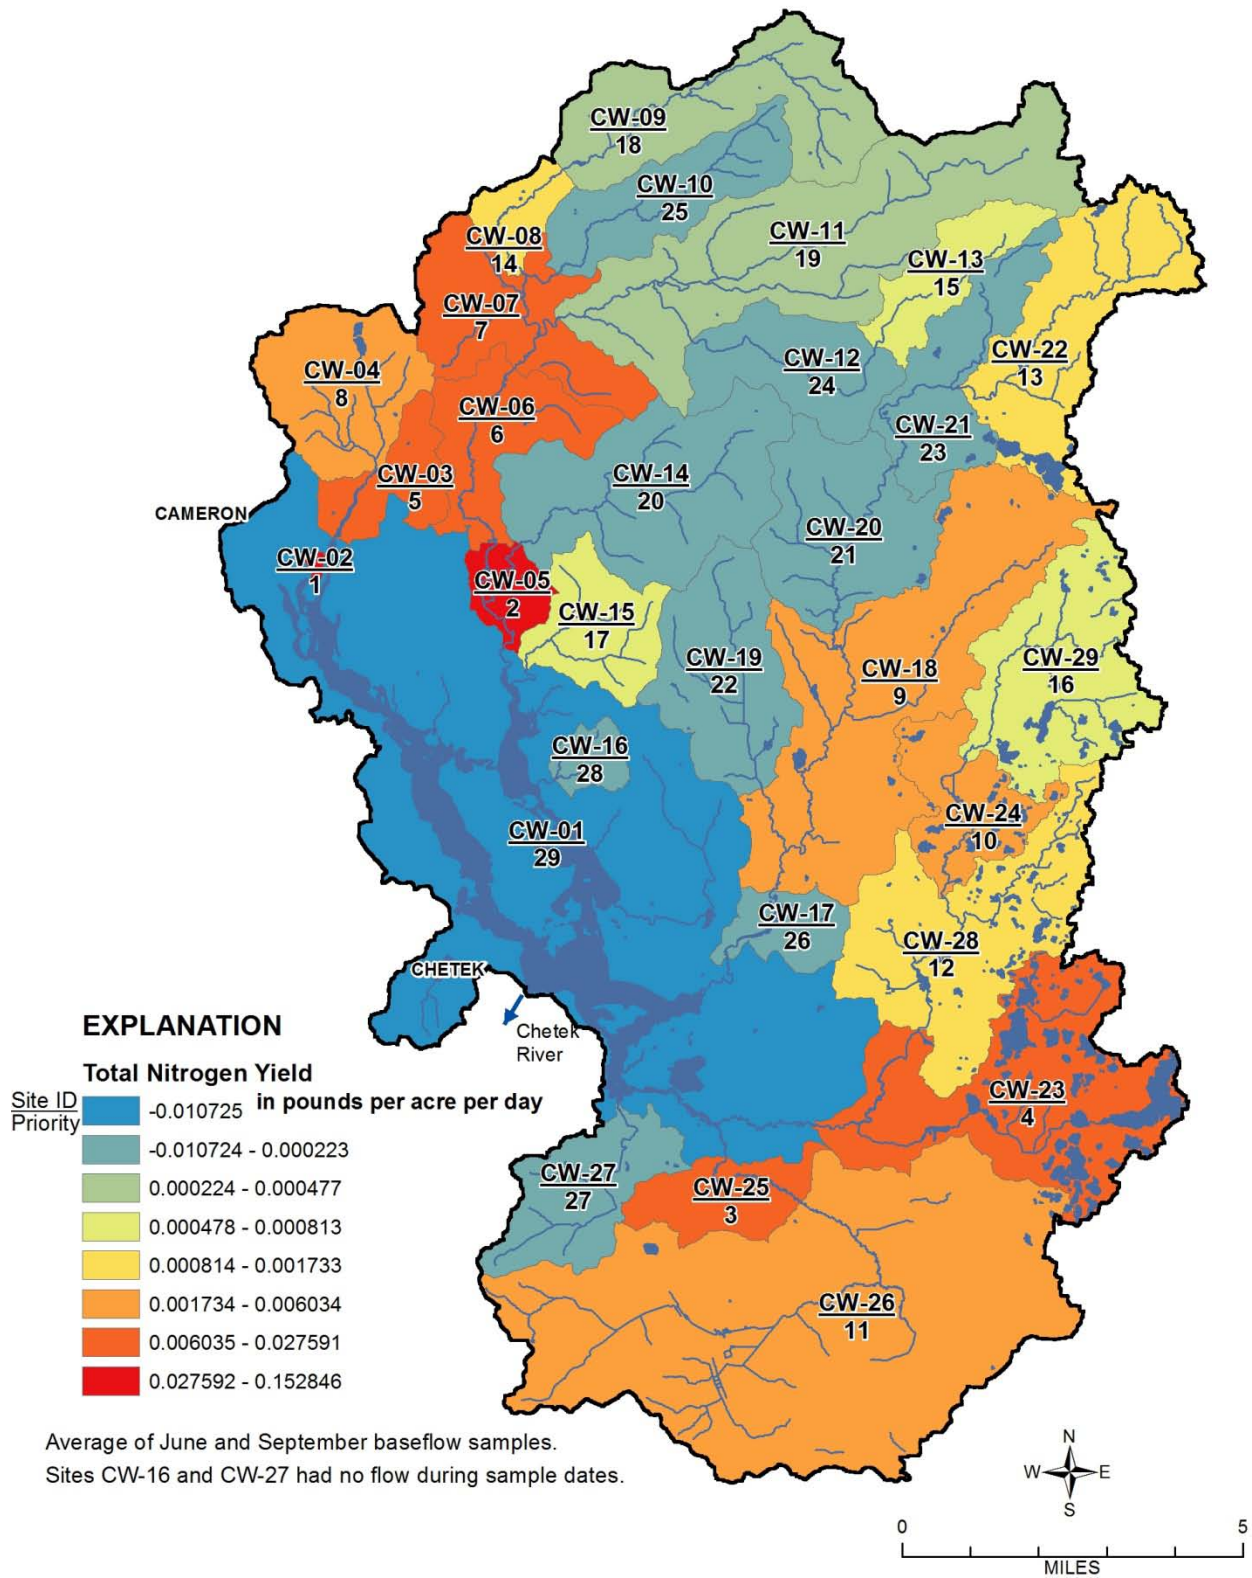 CW-09
18
CW-10
25
CW-11
19
CW-08
14
CW-13
15
CW-07
7
CW-22
13
CW-12
24
CW-04
8
CW-06
6
CW-21
23
CW-03
5
CW-14
20
CAMERON
CW-20
21
CW-02
1
CW-05
2
CW-15
17
CW-19
22
CW-18
9
CW-29
16
CW-16
28
CW-24
10
CW-01
29
CW-17
26
CW-28
12
CHETEK
Chetek
River
CW-23
4
CW-27
27
CW-25
3
CW-26
11
EXPLANATION
Total Nitrogen Yield
in pounds per acre per day
Site ID
Priority
-0.010725
-0.010724 - 0.000223
0.000224 - 0.000477
0.000478 - 0.000813
0.000814 - 0.001733
0.001734 - 0.006034
0.006035 - 0.027591
0.027592 - 0.152846
Average of June and September baseflow samples.
Sites CW-16 and CW-27 had no flow during sample dates.
N
W E
S
0 5
MILES